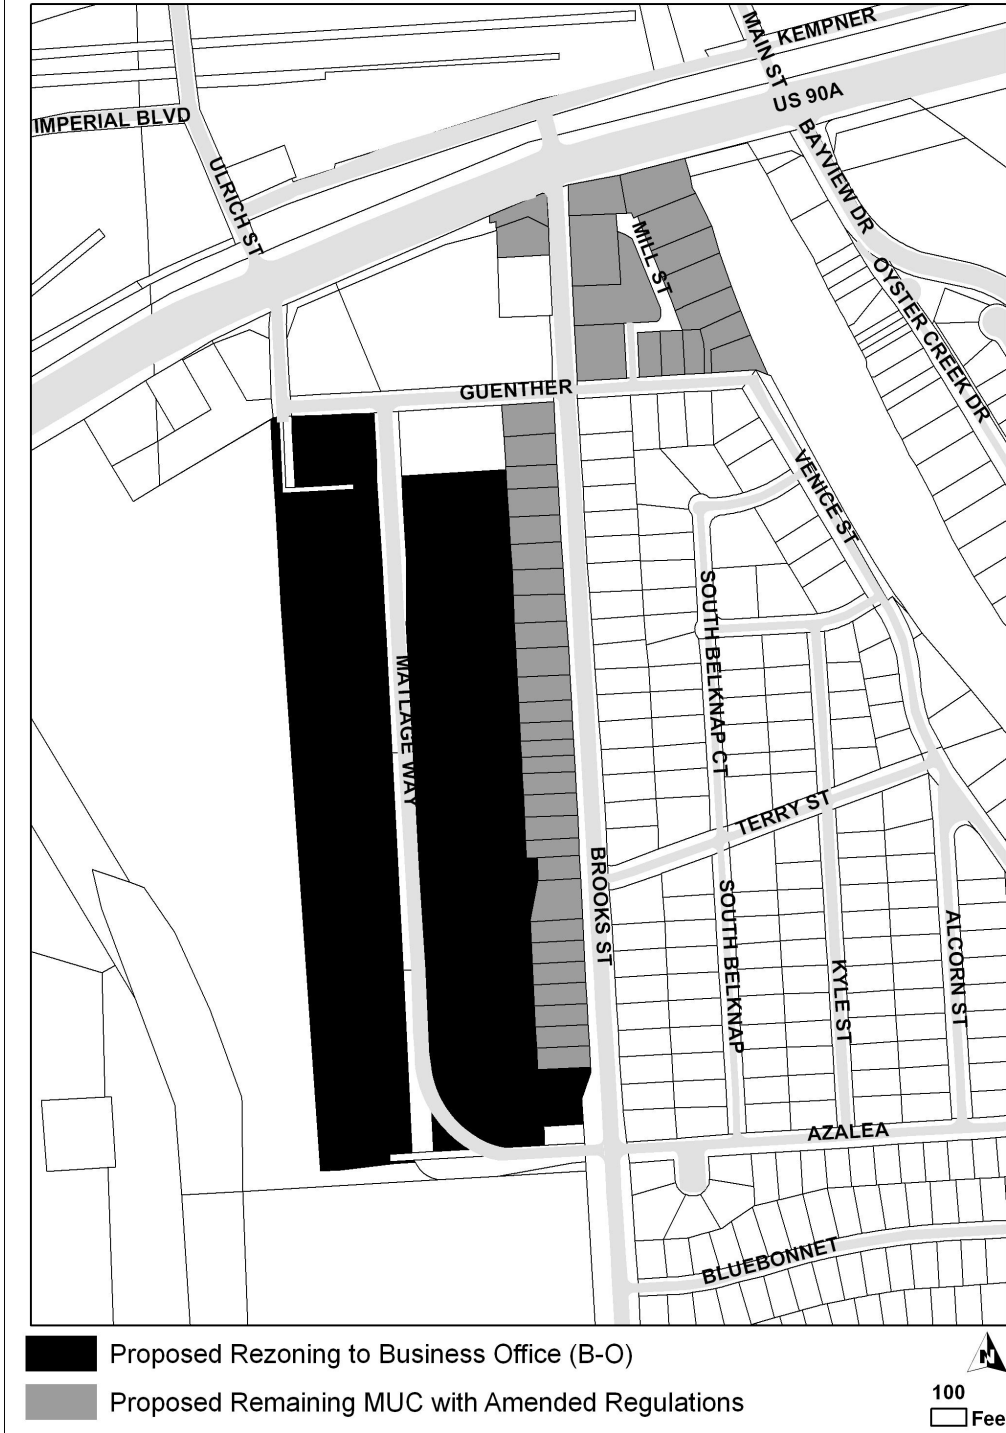 KEMPNER
MAIN ST
US 90A
IMPERIAL BLVD
ULRICH ST
BAYVIEW DR
MILL ST
OYSTER CREEK DR
GUENTHER
VENICE ST
SOUTH BELKNAP CT
MATLAGE WAY
TERRY ST
BROOKS ST
SOUTH BELKNAP
ALCORN ST
KYLE ST
AZALEA
BLUEBONNET
Proposed Rezoning to Business Office (B-O)
N
Proposed Remaining MUC with Amended Regulations
100
Fee